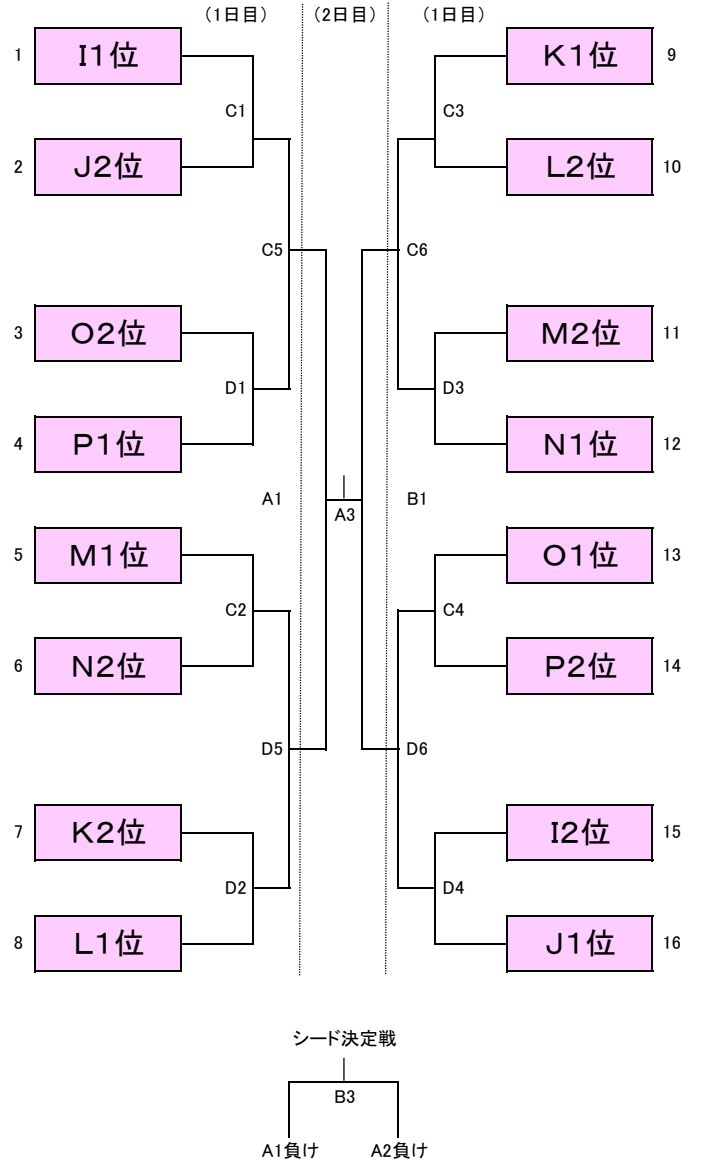 （1日目）
（2日目）
（1日目）
1
I1位
C1
2
J2位
C5
3
O2位
D1
4
P1位
A1
5
M1位
C2
6
N2位
D5
7
K2位
D2
8
L1位
A3
K1位
9
C3
L2位
10
C6
M2位
11
D3
N1位
12
B1
O1位
13
C4
P2位
14
D6
I2位
15
D4
J1位
16
シード決定戦
B3
A1負け
A2負け